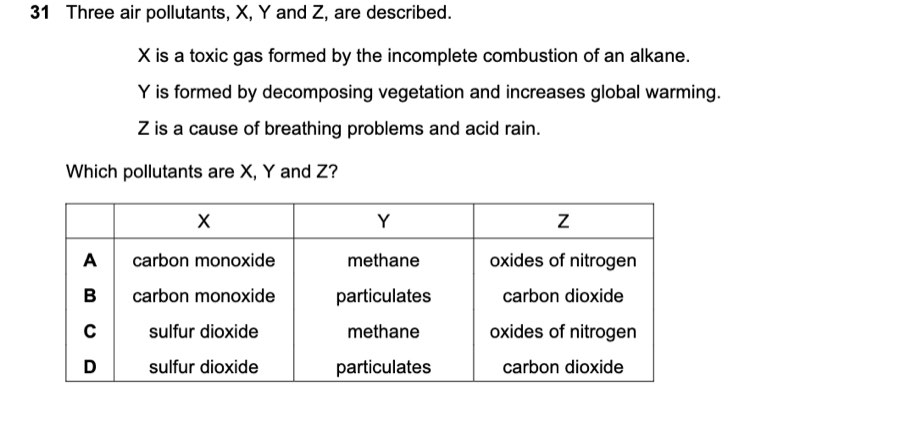 31 Three air pollutants, X, Y and Z, are described.
X is a toxic gas formed by the incomplete combustion of an alkane.
Y is formed by decomposing vegetation and increases global warming.
Z is a cause of breathing problems and acid rain.
Which pollutants are X, Y and Z?
X Y Z
A carbon monoxide methane oxides of nitrogen
B carbon monoxide particulates carbon dioxide
C sulfur dioxide methane oxides of nitrogen
D sulfur dioxide particulates carbon dioxide